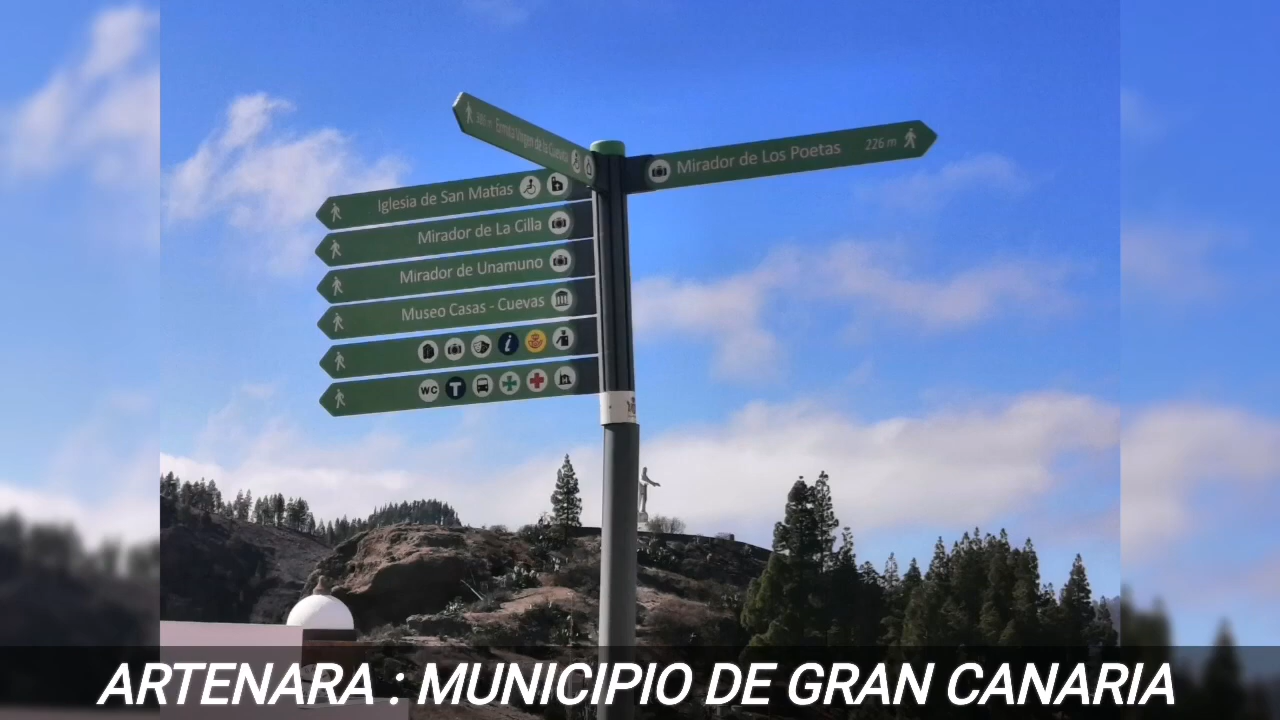 Ermita Virgen de la Cuevita
Mirador de Los Poetas 226 m
Iglesia de San Matías
Mirador de La Cilla
Mirador de Unamuno
Museo Casas - Cuevas
i
WC T
ARTENARA : MUNICIPIO DE GRAN CANARIA